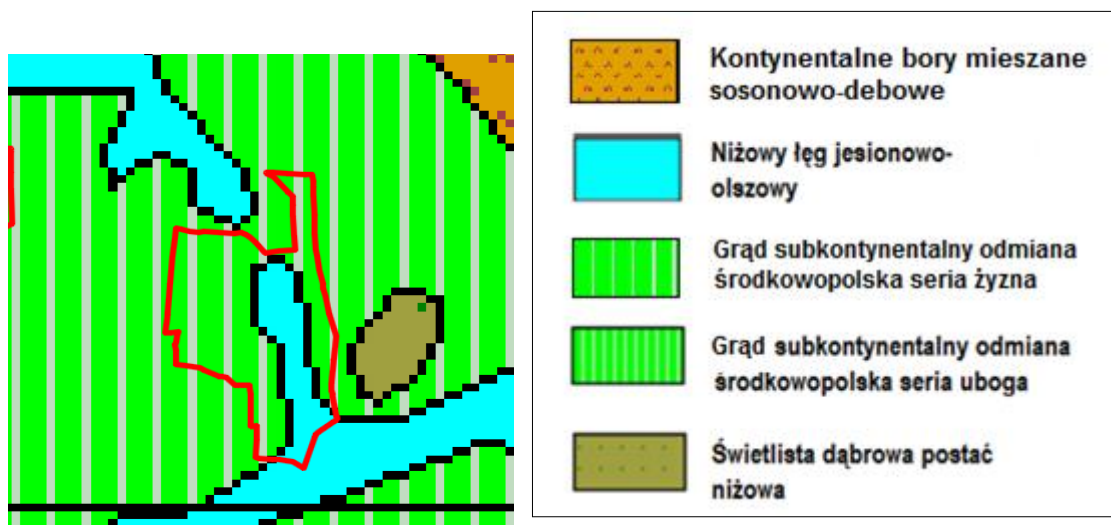 Kontynentalne bory mieszane
sosonowo-debowe
Niżowy łęg jesionowo-
olszowy
Grąd subkontynentalny odmiana
środkowopolska seria żyzna
Grąd subkontynentalny odmiana
środkowopolska seria uboga
Świetlista dąbrowa postać
niżowa